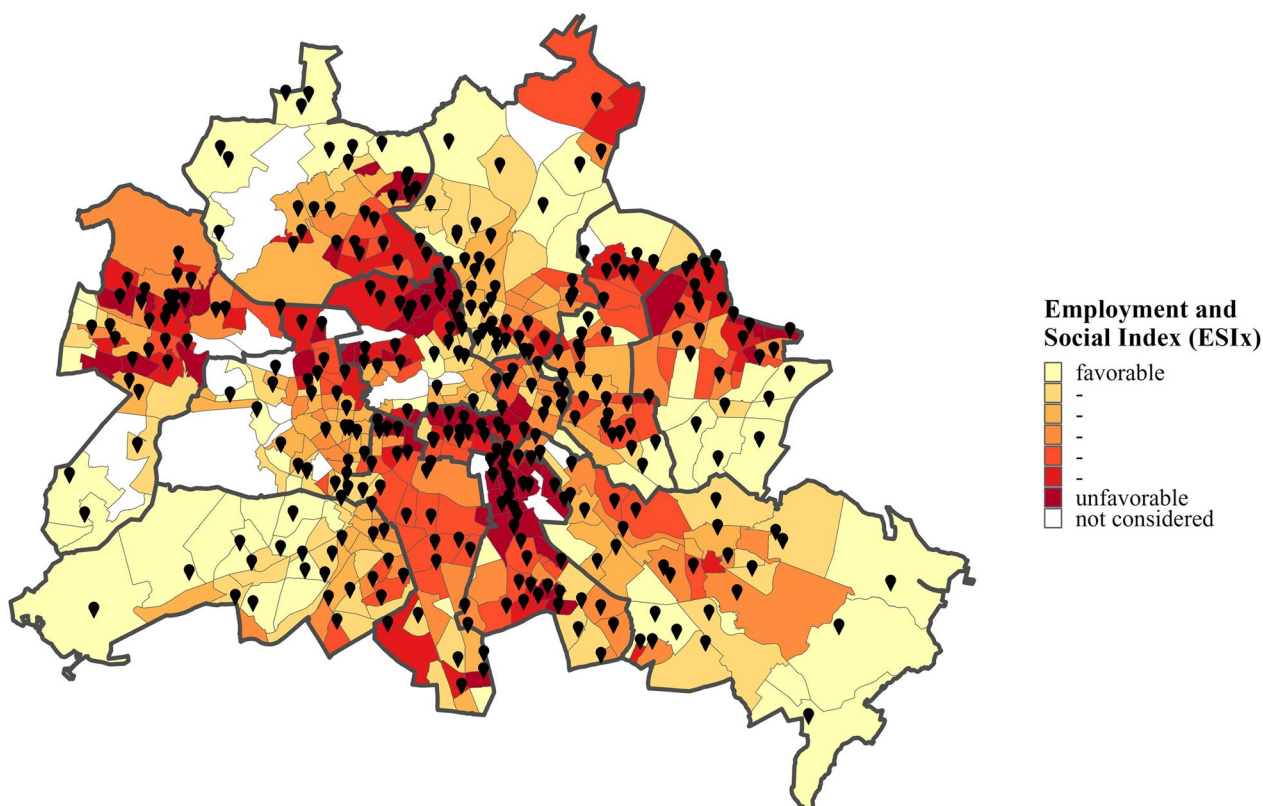 Employment and
Social Index (ESIx)
favorable
-
-
-
-
-
unfavorable
not considered